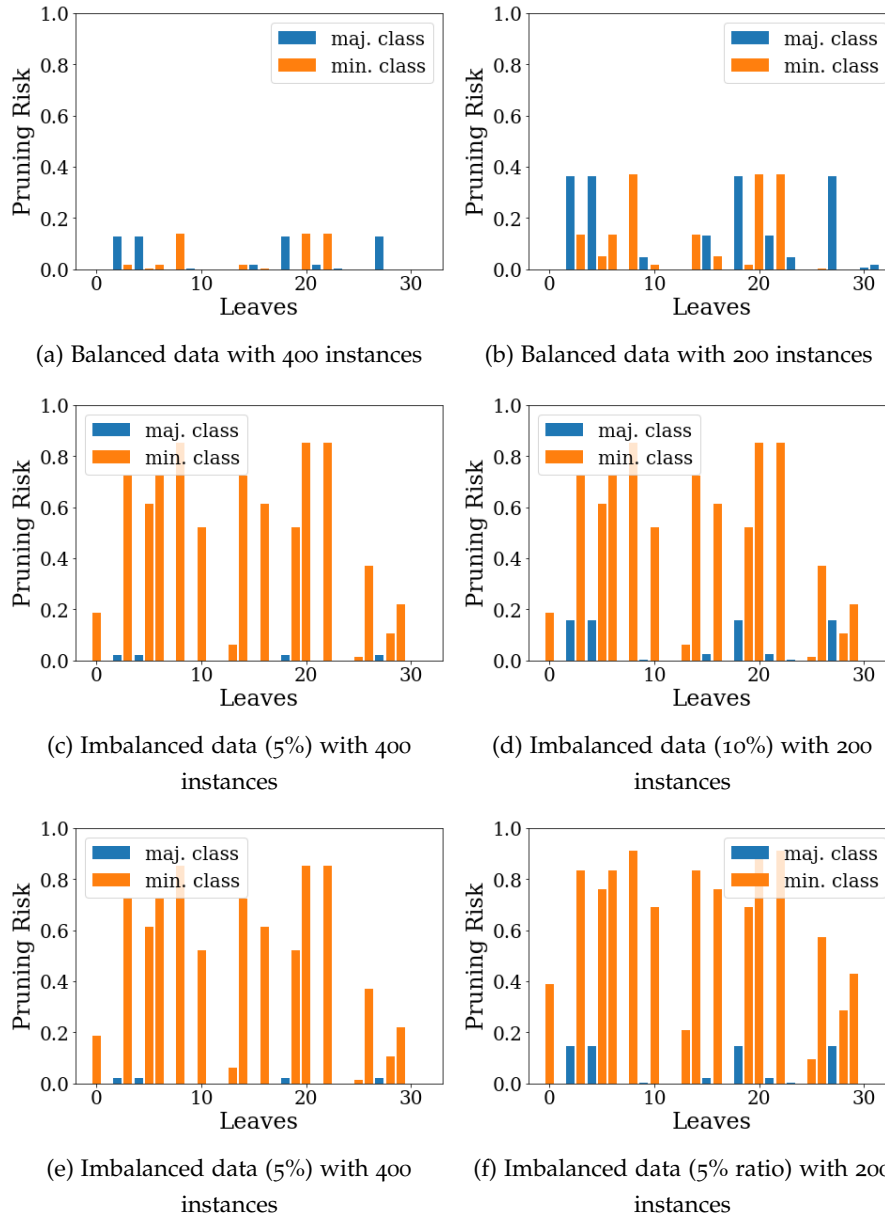 1.0
0.8
0.6
0.4
0.2
0.0
Pruning Risk
maj. class
min. class
0
10
20
30
Leaves
(a) Balanced data with 400 instances
1.0
0.8
0.6
0.4
0.2
0.0
Pruning Risk
maj. class
min. class
0
10
20
30
Leaves
(b) Balanced data with 200 instances
1.0
0.8
0.6
0.4
0.2
0.0
Pruning Risk
maj. class
min. class
0
10
20
30
Leaves
(c) Imbalanced data (5%) with 400
instances
1.0
0.8
0.6
0.4
0.2
0.0
Pruning Risk
maj. class
min. class
0
10
20
30
Leaves
(d) Imbalanced data (10%) with 200
instances
1.0
0.8
0.6
0.4
0.2
0.0
Pruning Risk
maj. class
min. class
0
10
20
30
Leaves
(e) Imbalanced data (5%) with 400
instances
1.0
0.8
0.6
0.4
0.2
0.0
Pruning Risk
maj. class
min. class
0
10
20
30
Leaves
(f) Imbalanced data (5% ratio) with 200
instances